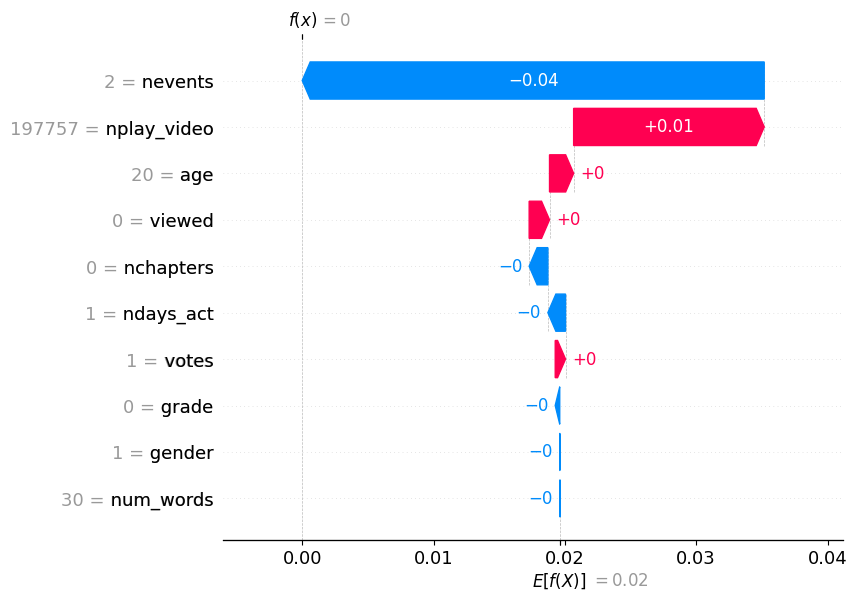 f(x) = 0
2 = nevents
−0.04
197757 = nplay_video
+0.01
20 = age
+0
0 = viewed
+0
0 = nchapters
−0
1 = ndays_act
−0
1 = votes
+0
0 = grade
−0
1 = gender
−0
30 = num_words
−0
0.00 0.01 0.02 0.03 0.04
E[f(X)] = 0.02